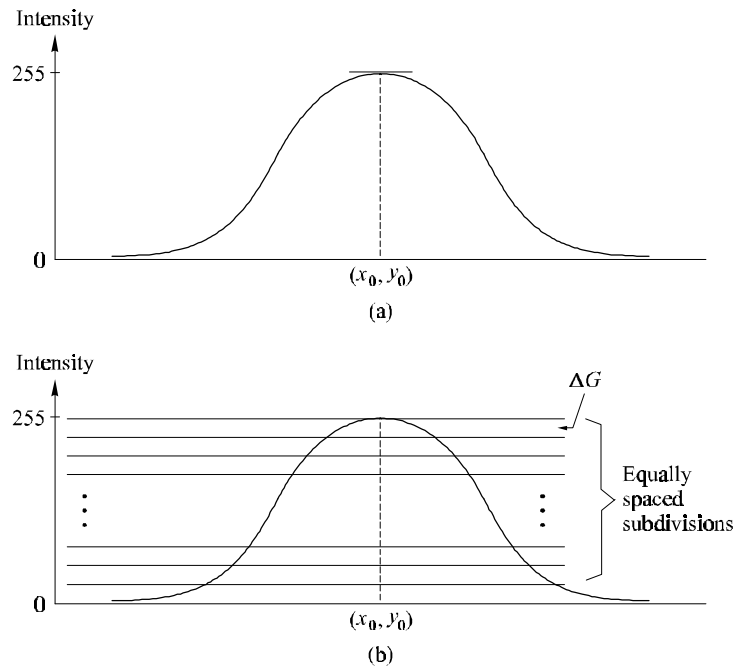 Intensity
255
0
(x₀, y₀)
(a)
Intensity
ΔG
255
Equally
spaced
subdivisions
0
(x₀, y₀)
(b)